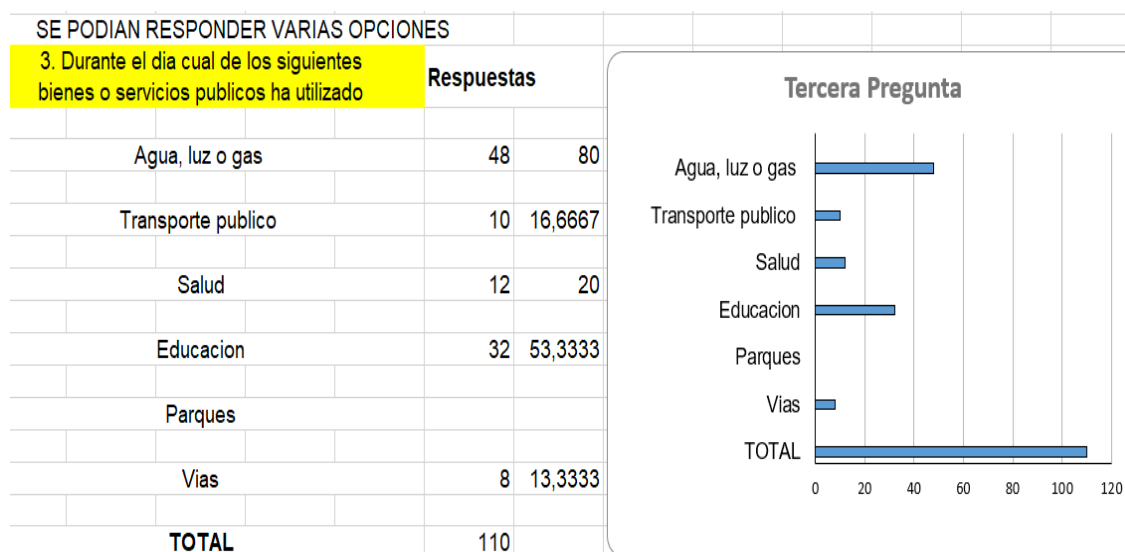 SE PODIAN RESPONDER VARIAS OPCIONES
3. Durante el dia cual de los siguientes
bienes o servicios publicos ha utilizado
Respuestas
Agua, luz o gas 48 80
Transporte publico 10 16,6667
Salud 12 20
Educacion 32 53,3333
Parques
Vias 8 13,3333
TOTAL 110
Tercera Pregunta
Agua, luz o gas
Transporte publico
Salud
Educacion
Parques
Vias
TOTAL
0 20 40 60 80 100 120